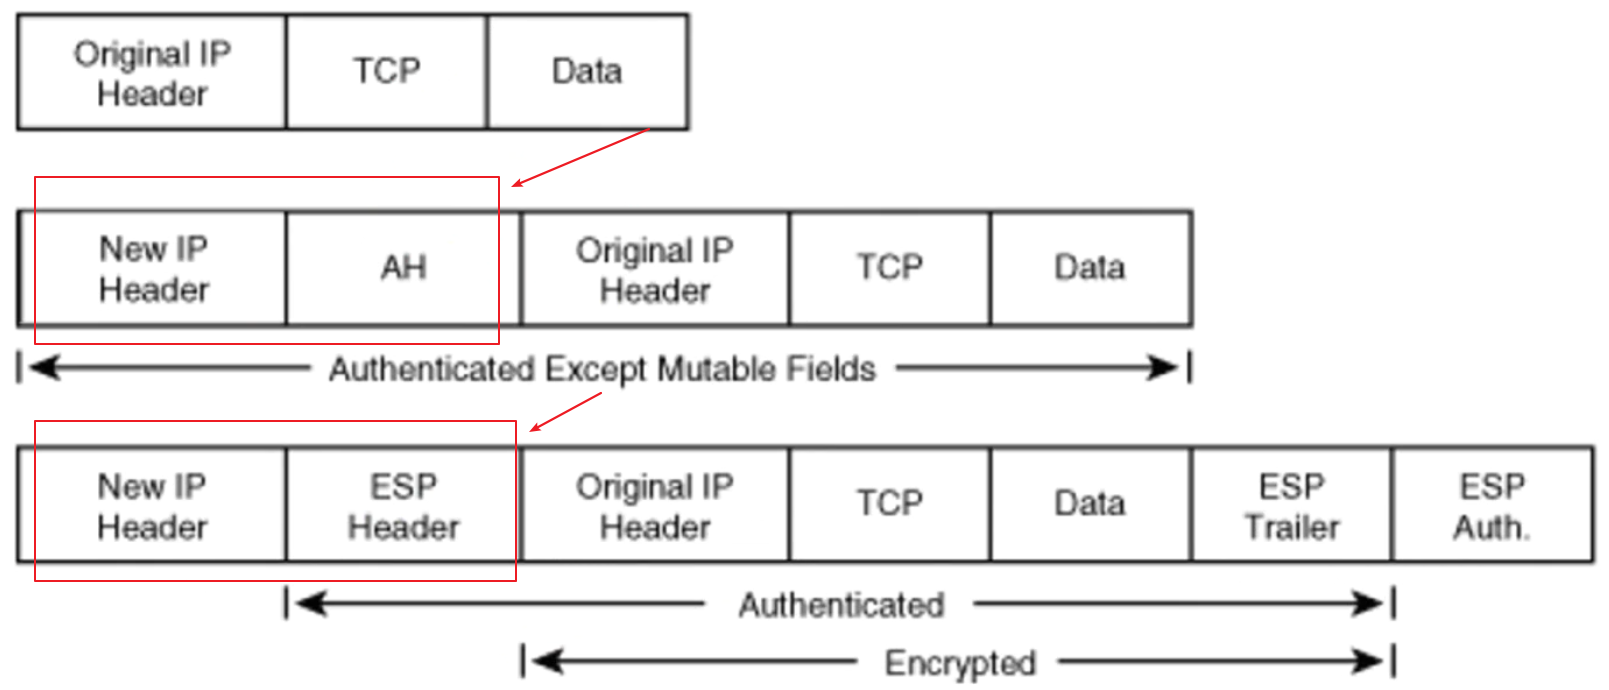 Original IP
Header
TCP
Data
New IP
Header
AH
Original IP
Header
TCP
Data
Authenticated Except Mutable Fields
New IP
Header
ESP
Header
Original IP
Header
TCP
Data
ESP
Trailer
ESP
Auth.
Authenticated
Encrypted